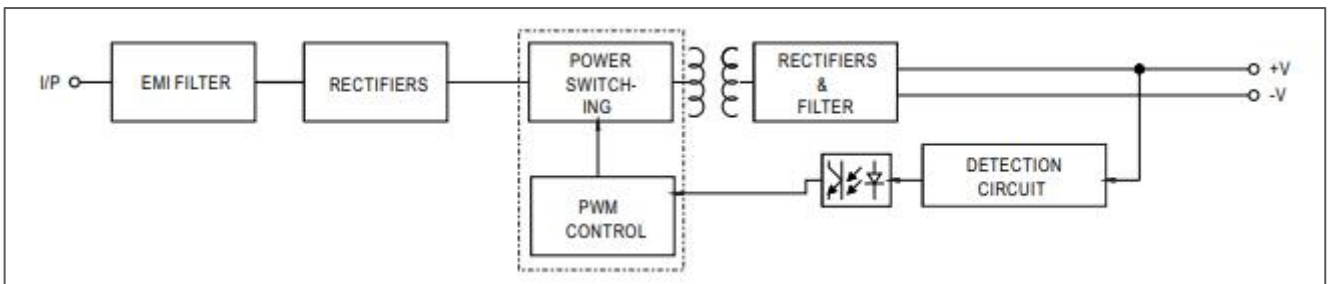 I/P
EMI FILTER
RECTIFIERS
POWER
SWITCH-
ING
RECTIFIERS
&
FILTER
+V
-V
DETECTION
CIRCUIT
PWM
CONTROL